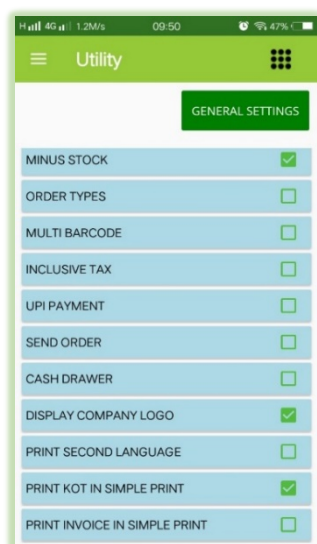 H 4G 1.2M/s 09:50 47%
Utility
GENERAL SETTINGS
MINUS STOCK
ORDER TYPES
MULTI BARCODE
INCLUSIVE TAX
UPI PAYMENT
SEND ORDER
CASH DRAWER
DISPLAY COMPANY LOGO
PRINT SECOND LANGUAGE
PRINT KOT IN SIMPLE PRINT
PRINT INVOICE IN SIMPLE PRINT